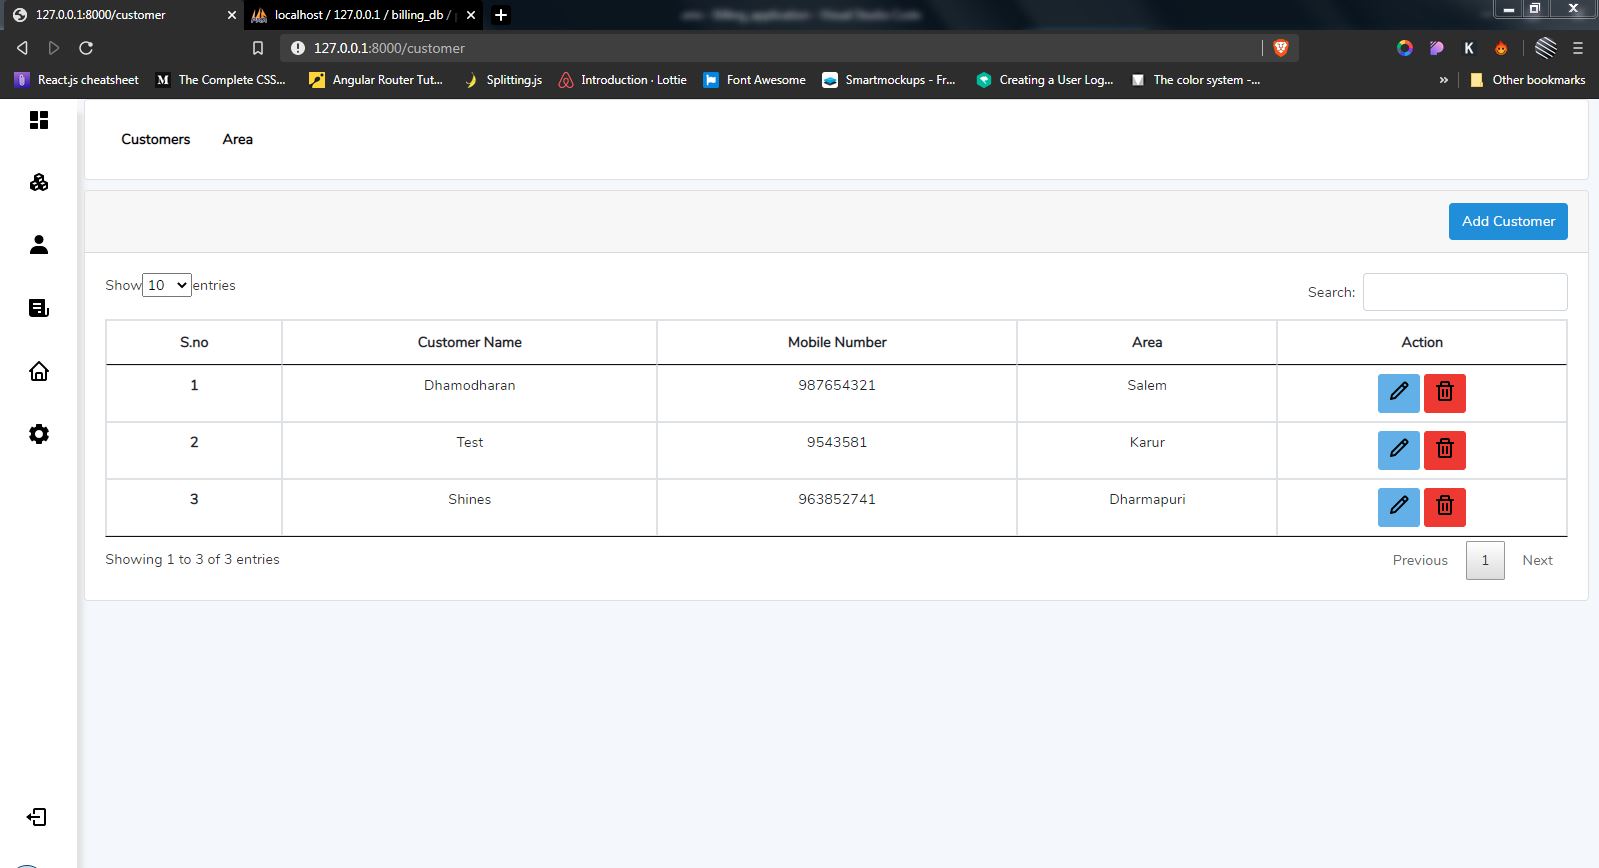 127.0.0.1:8000/customer
localhost / 127.0.0.1 / billing_db /
127.0.0.1:8000/customer
React.js cheatsheet
The Complete CSS...
Angular Router Tut...
Splitting.js
Introduction · Lottie
Font Awesome
Smartmockups - Fr...
Creating a User Log...
The color system -...
»
Other bookmarks
Customers Area
Add Customer
Show 10 entries
Search:
S.no Customer Name Mobile Number Area Action
1 Dhamodharan 987654321 Salem
2 Test 9543581 Karur
3 Shines 963852741 Dharmapuri
Showing 1 to 3 of 3 entries
Previous 1 Next